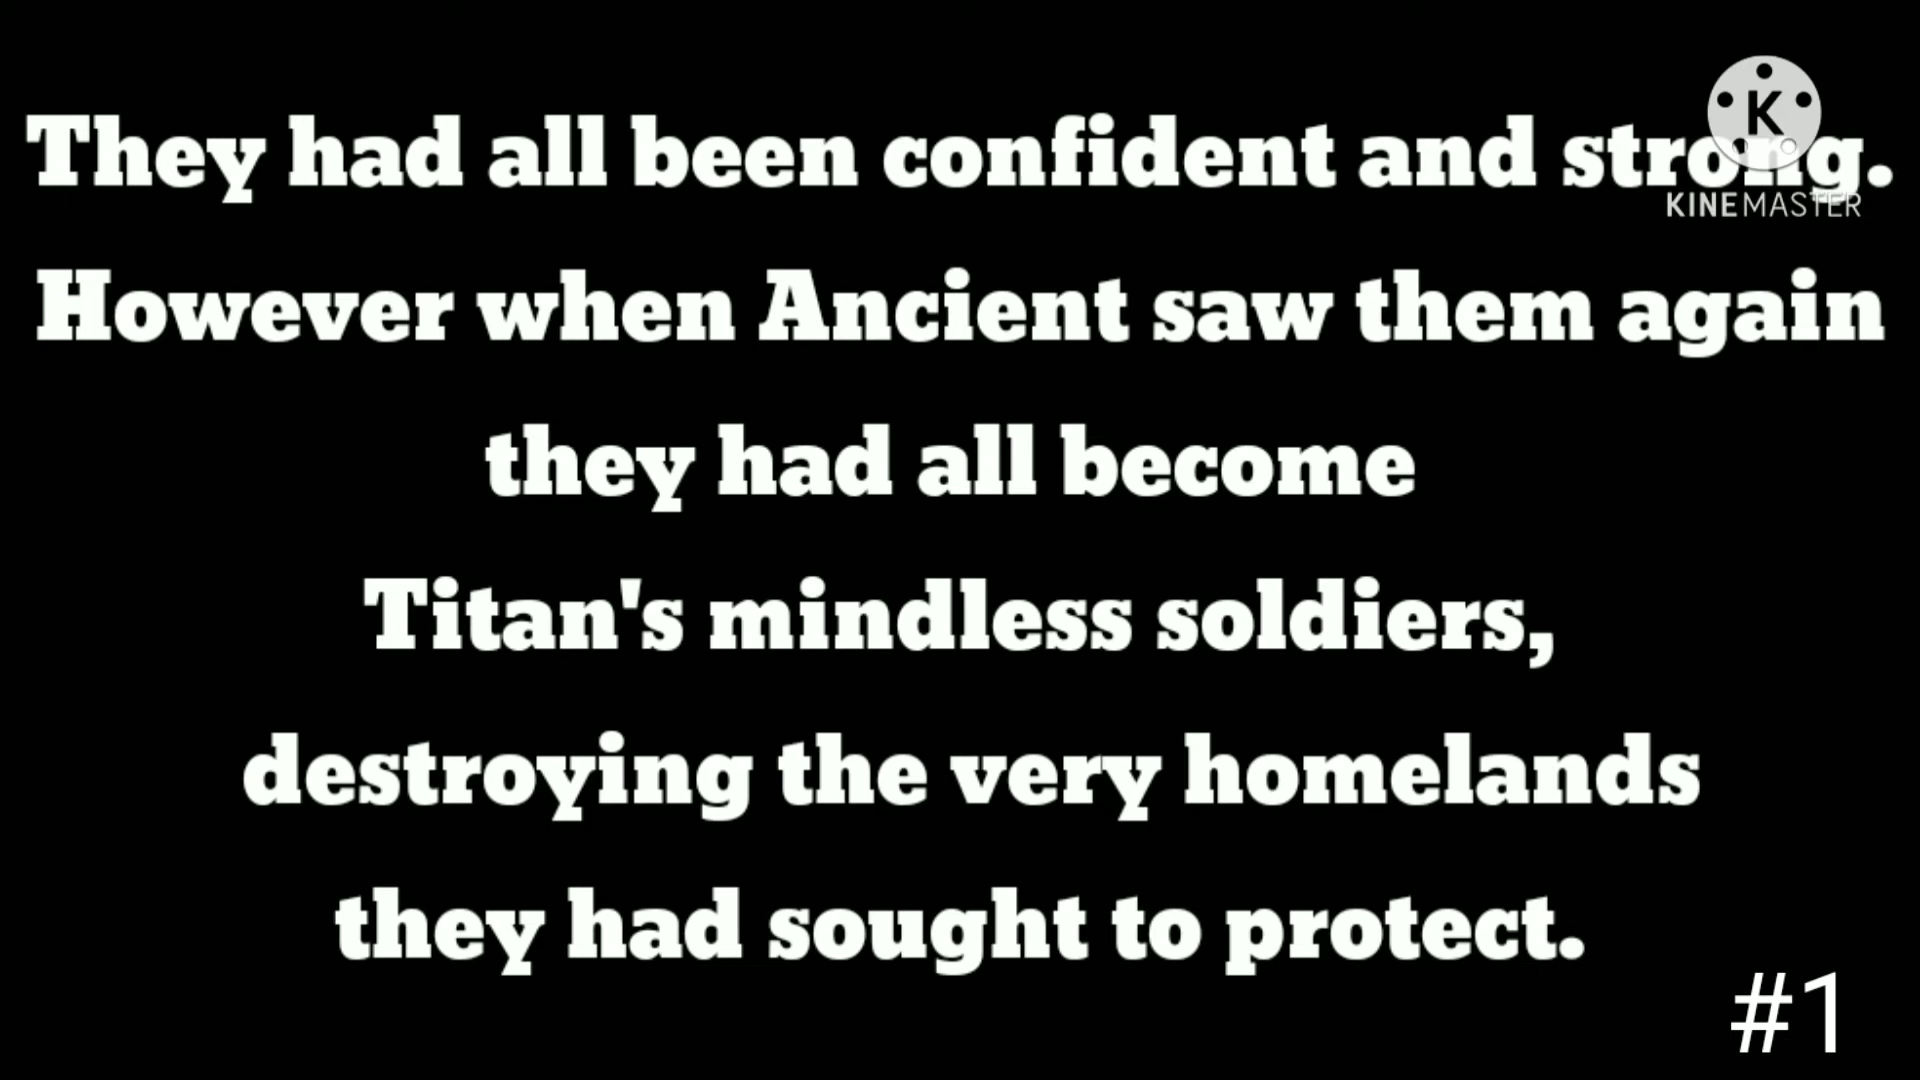 They had all been confident and strong.
KINEMASTER
However when Ancient saw them again
they had all become
Titan's mindless soldiers,
destroying the very homelands
they had sought to protect.
#1